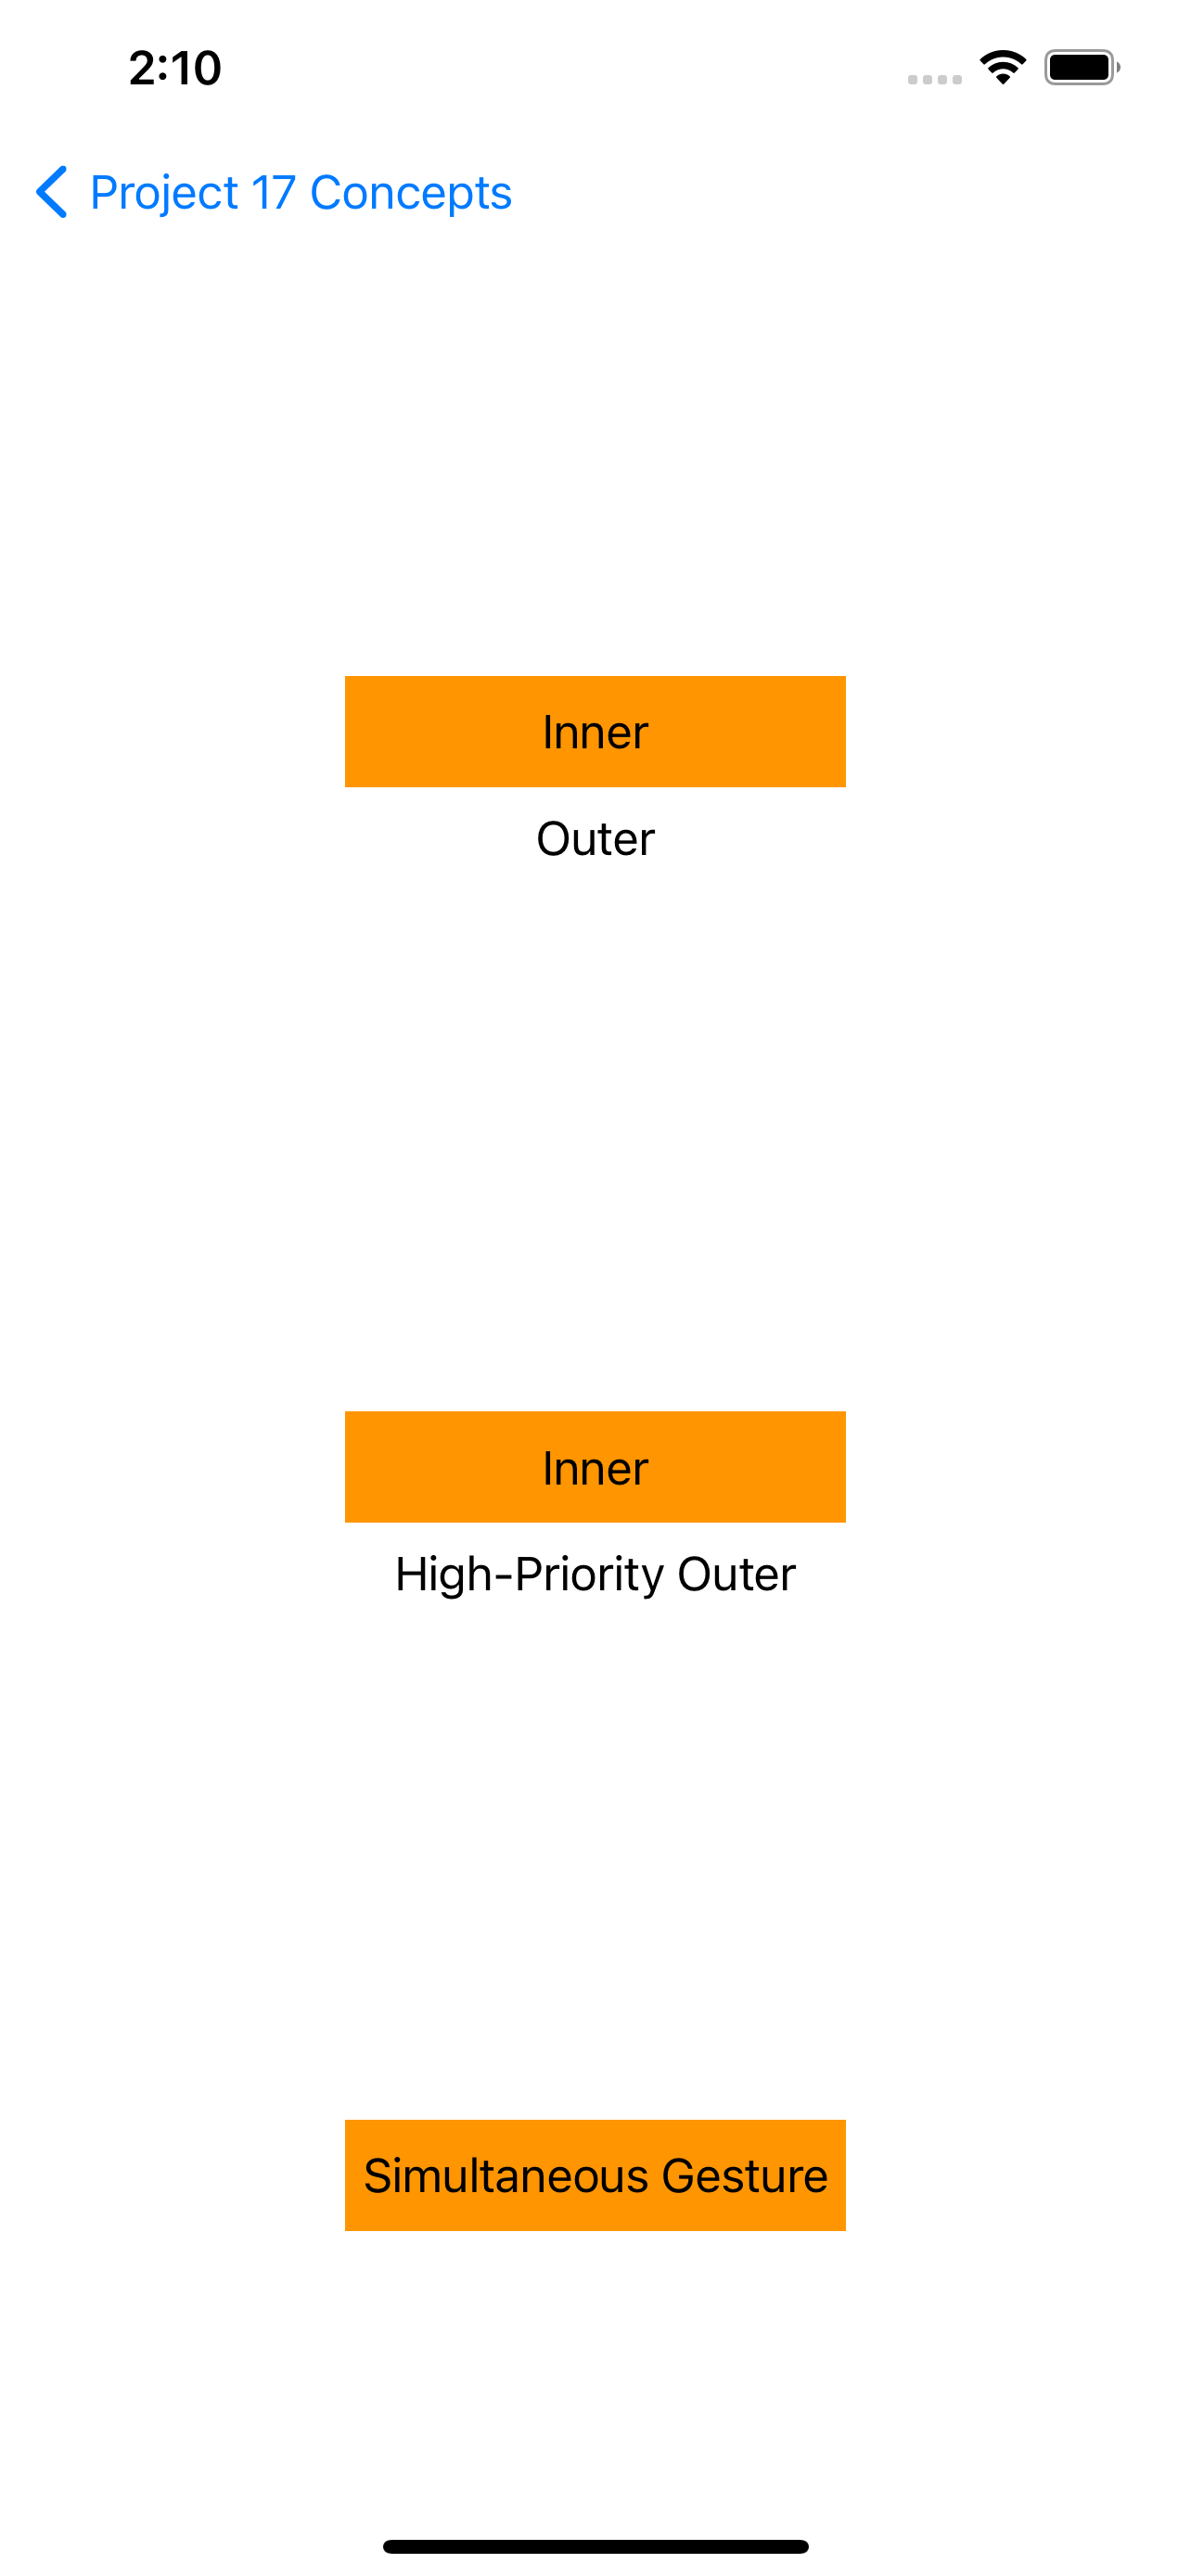 2:10
Project 17 Concepts
Inner
Outer
Inner
High-Priority Outer
Simultaneous Gesture